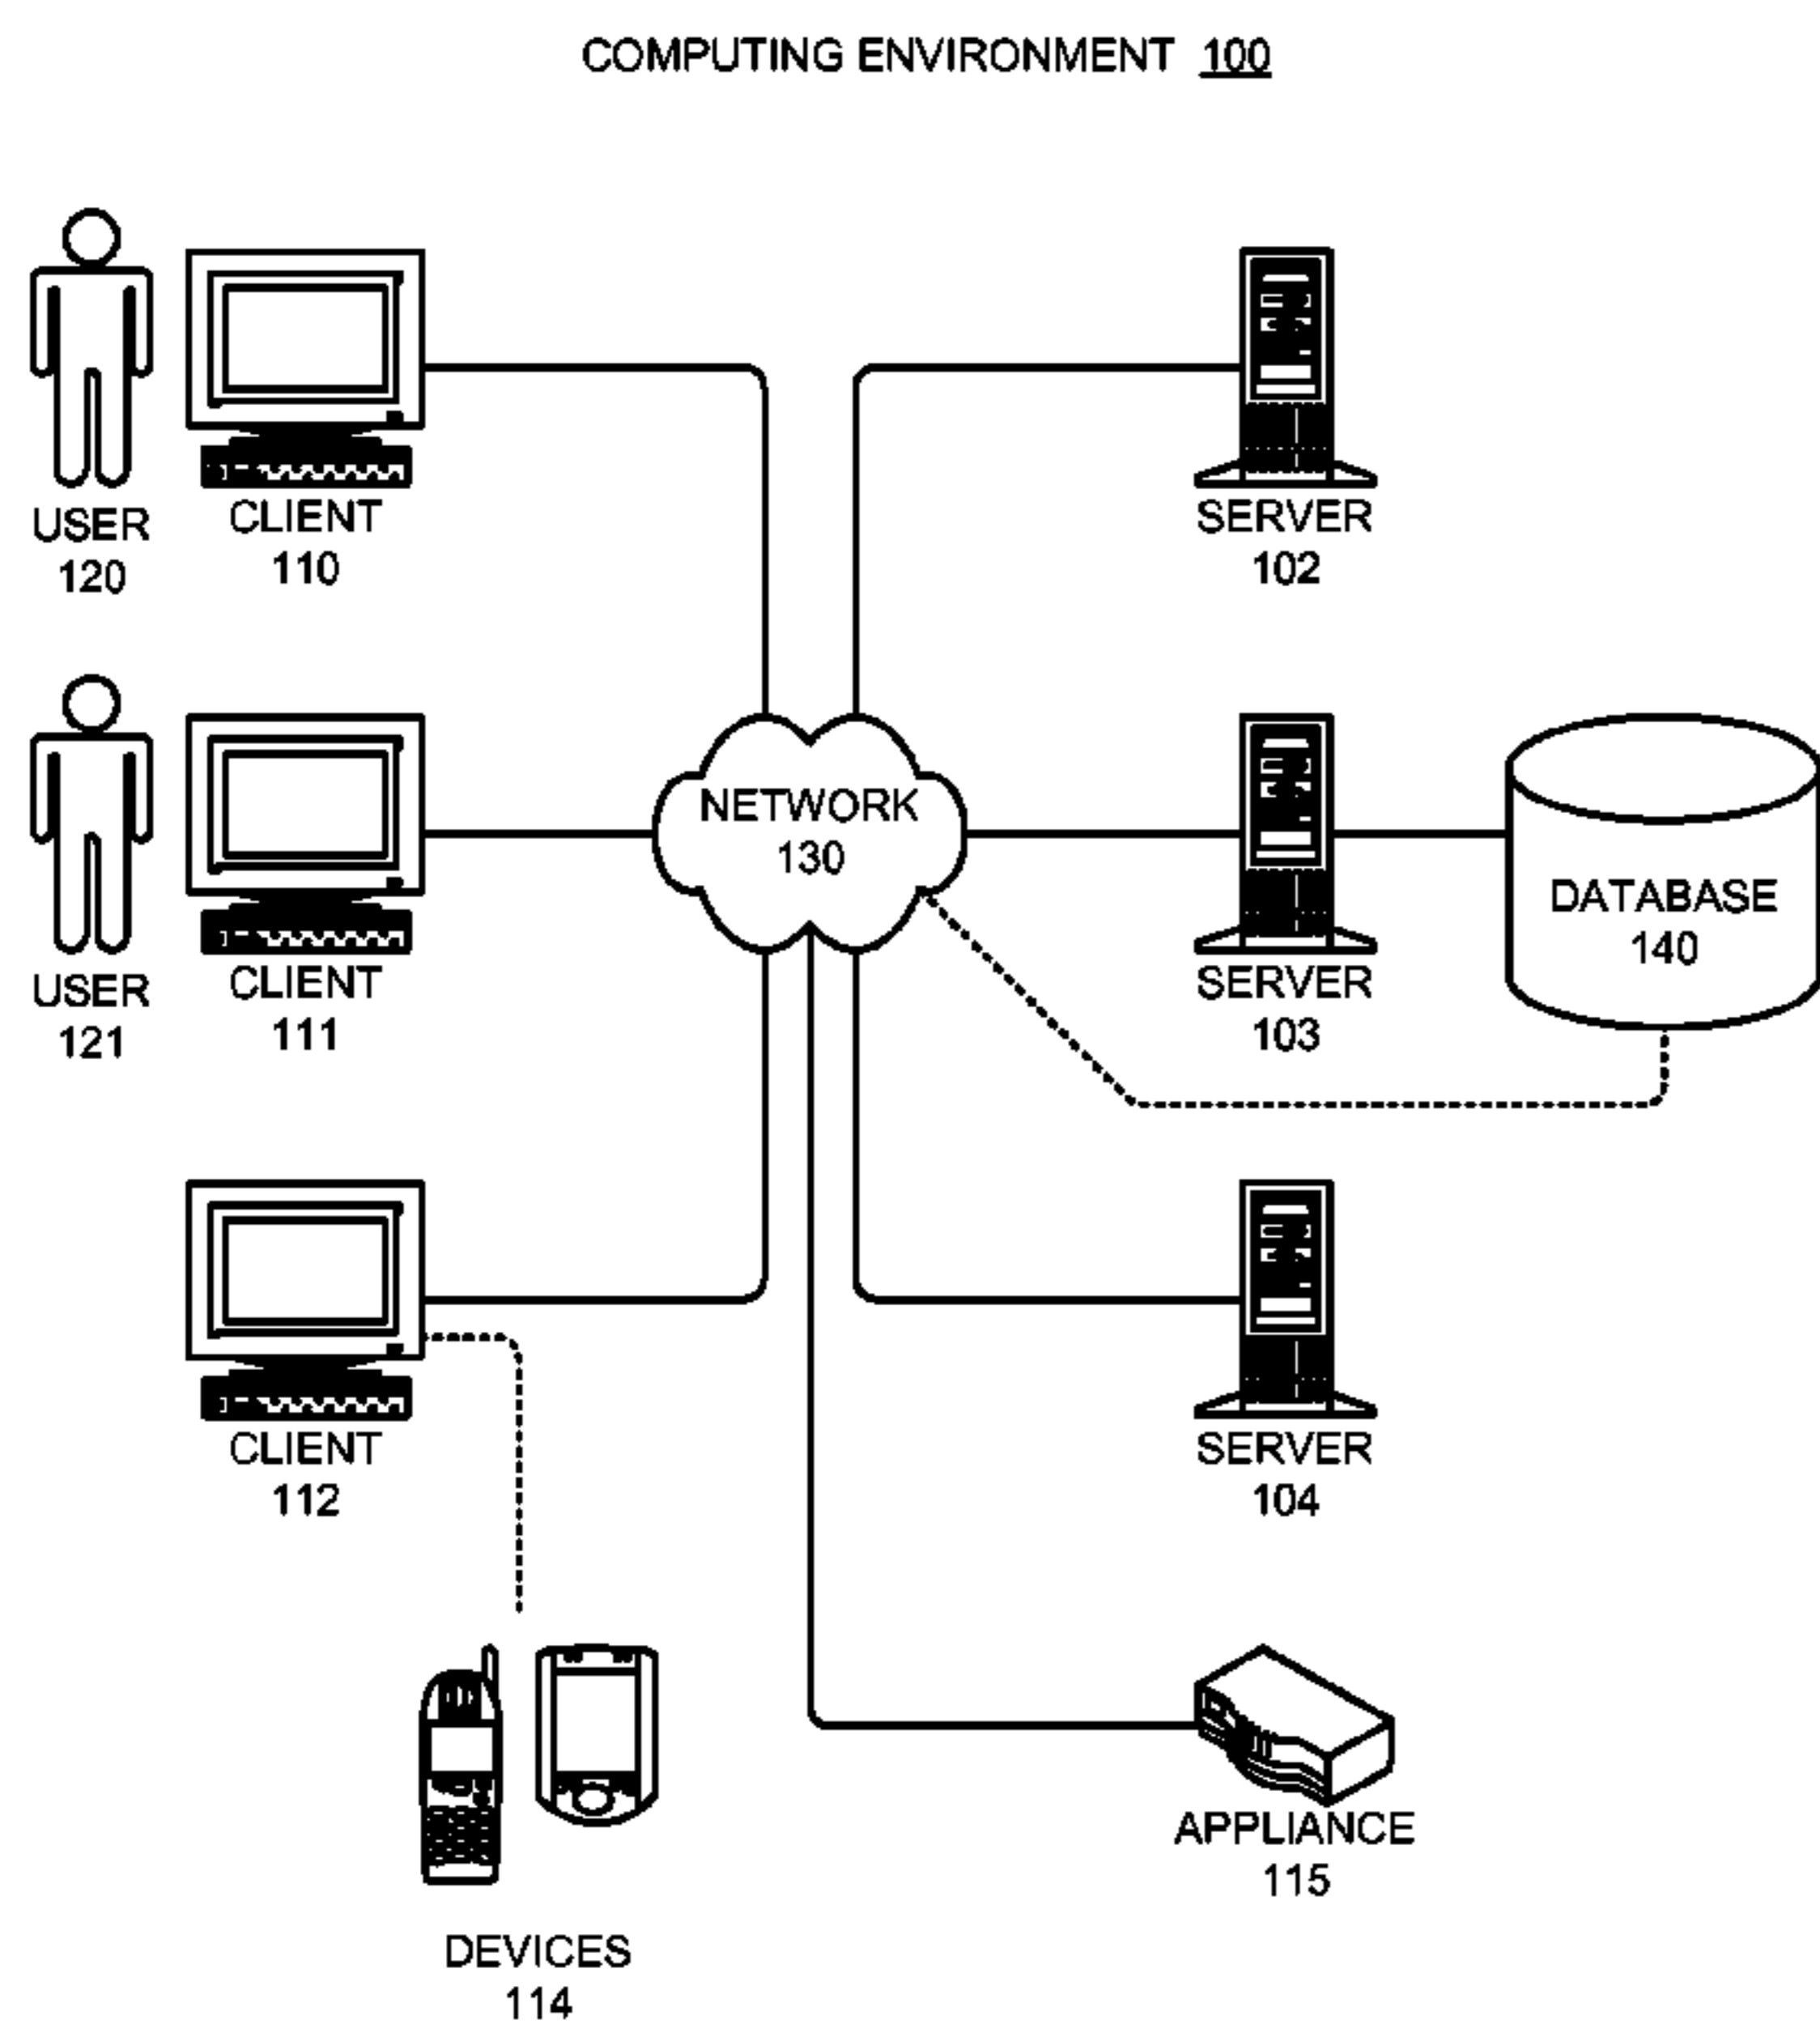 COMPUTING ENVIRONMENT 100
USER
120
CLIENT
110
SERVER
102
NETWORK
130
USER
121
CLIENT
111
SERVER
103
DATABASE
140
CLIENT
112
SERVER
104
DEVICES
114
APPLIANCE
115